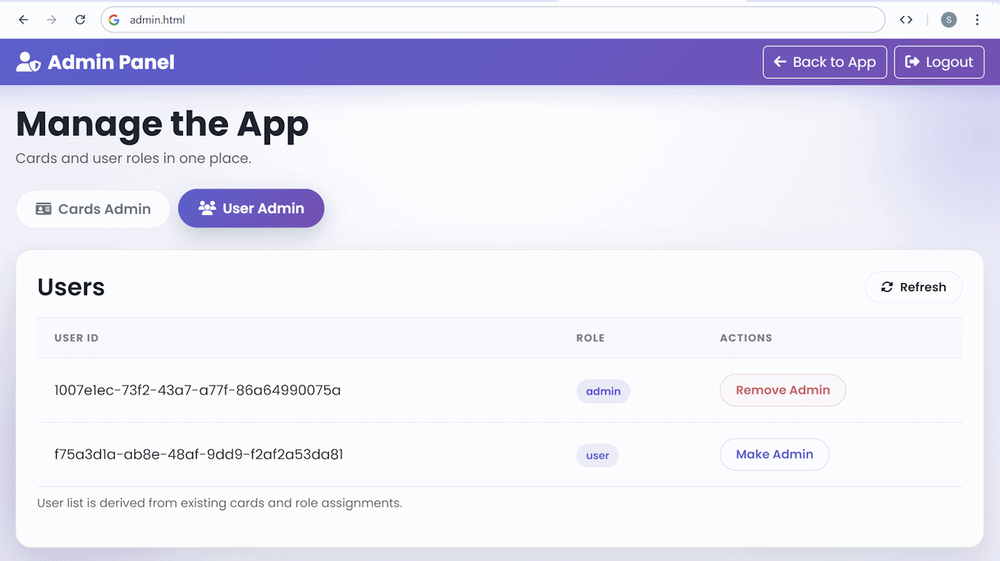 admin.html
S
Admin Panel
Back to App
Logout
Manage the App
Cards and user roles in one place.
Cards Admin
User Admin
Users
Refresh
USER ID ROLE ACTIONS
1007e1ec-73f2-43a7-a77f-86a64990075a admin Remove Admin
f75a3d1a-ab8e-48af-9dd9-f2af2a53da81 user Make Admin
User list is derived from existing cards and role assignments.